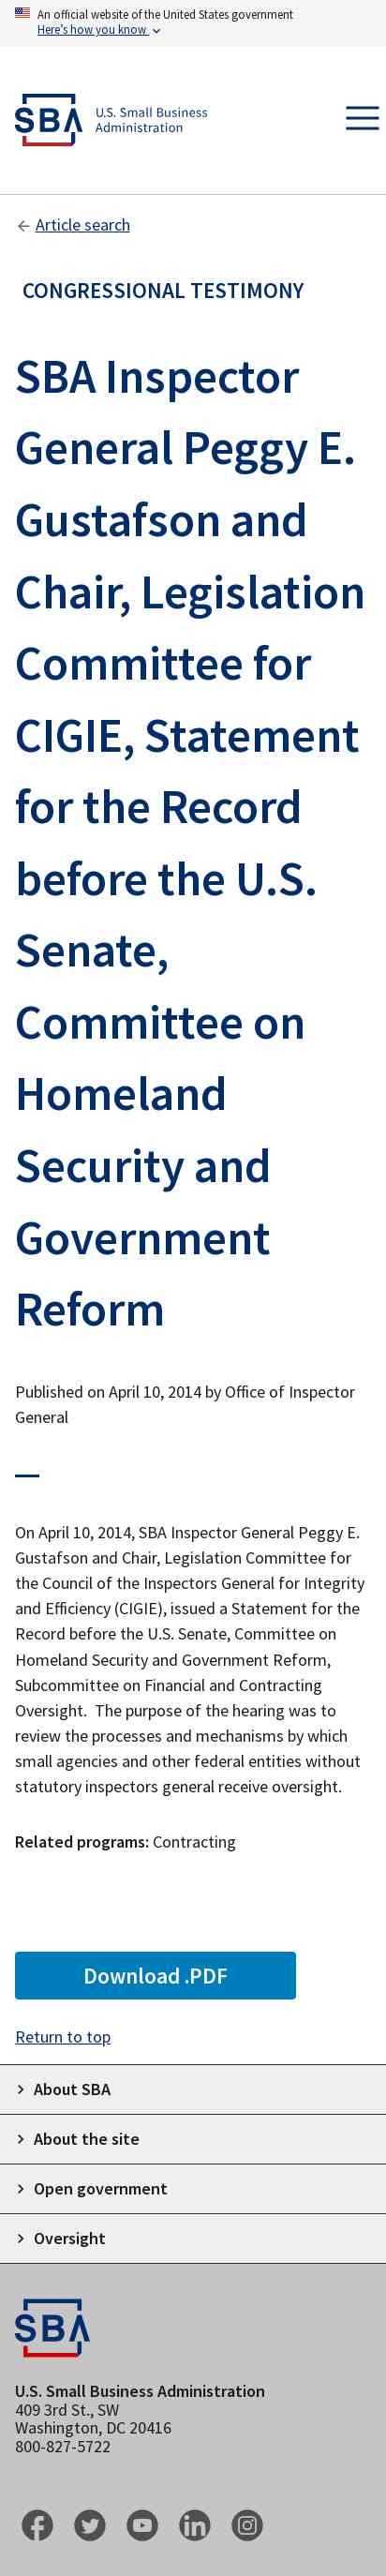 An official website of the United States government
Here’s how you know
SBA
U.S. Small Business
Administration
Article search
CONGRESSIONAL TESTIMONY
SBA Inspector
General Peggy E.
Gustafson and
Chair, Legislation
Committee for
CIGIE, Statement
for the Record
before the U.S.
Senate,
Committee on
Homeland
Security and
Government
Reform
Published on April 10, 2014 by Office of Inspector
General
On April 10, 2014, SBA Inspector General Peggy E.
Gustafson and Chair, Legislation Committee for
the Council of the Inspectors General for Integrity
and Efficiency (CIGIE), issued a Statement for the
Record before the U.S. Senate, Committee on
Homeland Security and Government Reform,
Subcommittee on Financial and Contracting
Oversight.  The purpose of the hearing was to
review the processes and mechanisms by which
small agencies and other federal entities without
statutory inspectors general receive oversight.
Related programs: Contracting
Download .PDF
Return to top
About SBA
About the site
Open government
Oversight
SBA
U.S. Small Business Administration
409 3rd St., SW
Washington, DC 20416
800-827-5722